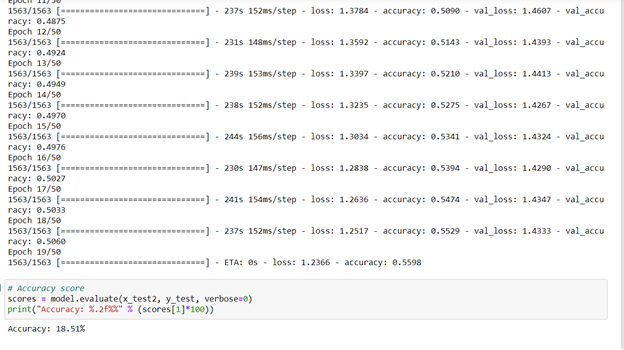 Epoch 11/50
1563/1563 [==============================] - 237s 152ms/step - loss: 1.3784 - accuracy: 0.5090 - val_loss: 1.4607 - val_accu
racy: 0.4875
Epoch 12/50
1563/1563 [==============================] - 231s 148ms/step - loss: 1.3592 - accuracy: 0.5143 - val_loss: 1.4393 - val_accu
racy: 0.4924
Epoch 13/50
1563/1563 [==============================] - 239s 153ms/step - loss: 1.3397 - accuracy: 0.5210 - val_loss: 1.4413 - val_accu
racy: 0.4949
Epoch 14/50
1563/1563 [==============================] - 238s 152ms/step - loss: 1.3235 - accuracy: 0.5275 - val_loss: 1.4267 - val_accu
racy: 0.4970
Epoch 15/50
1563/1563 [==============================] - 244s 156ms/step - loss: 1.3034 - accuracy: 0.5341 - val_loss: 1.4324 - val_accu
racy: 0.4976
Epoch 16/50
1563/1563 [==============================] - 230s 147ms/step - loss: 1.2838 - accuracy: 0.5394 - val_loss: 1.4290 - val_accu
racy: 0.5027
Epoch 17/50
1563/1563 [==============================] - 241s 154ms/step - loss: 1.2636 - accuracy: 0.5474 - val_loss: 1.4347 - val_accu
racy: 0.5033
Epoch 18/50
1563/1563 [==============================] - 237s 152ms/step - loss: 1.2517 - accuracy: 0.5529 - val_loss: 1.4333 - val_accu
racy: 0.5060
Epoch 19/50
1563/1563 [==============================] - ETA: 0s - loss: 1.2366 - accuracy: 0.5598
# Accuracy score
scores = model.evaluate(x_test2, y_test, verbose=0)
print("Accuracy: %.2f%%" % (scores[1]*100))
Accuracy: 18.51%